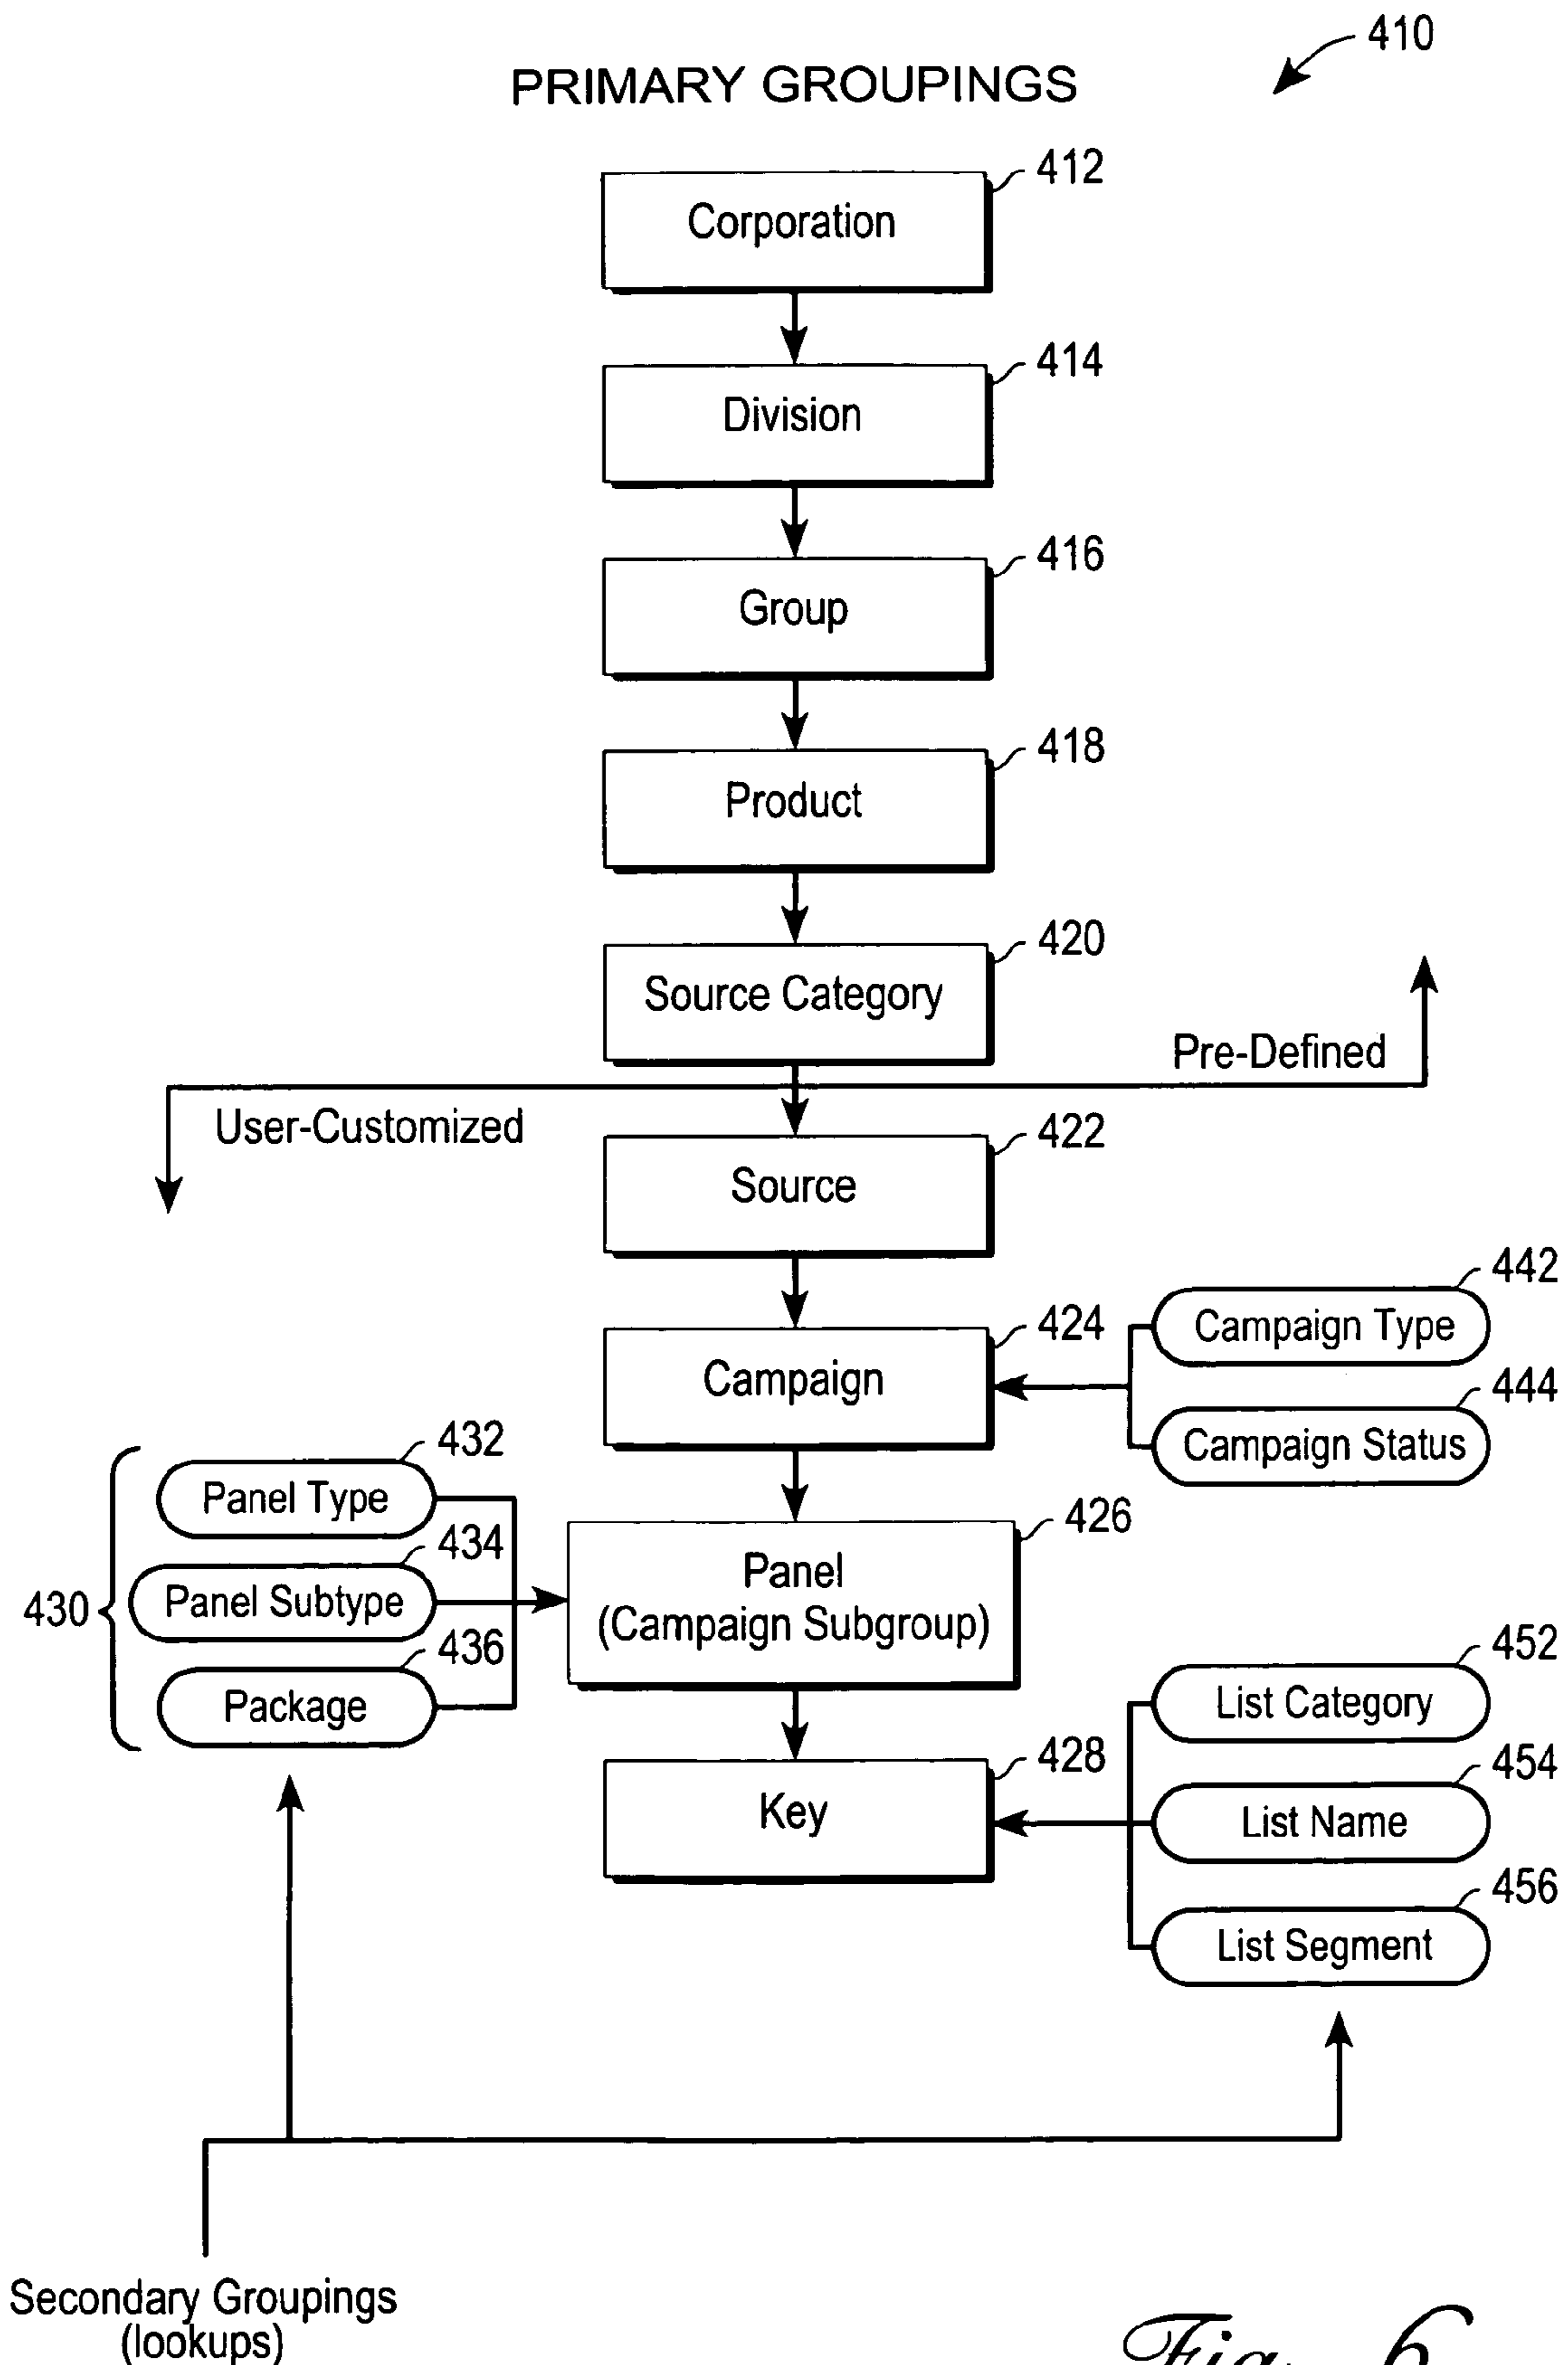 410
PRIMARY GROUPINGS
412
Corporation
414
Division
416
Group
418
Product
420
Source Category
Pre-Defined
User-Customized
422
Source
442
Campaign Type
424
Campaign
444
Campaign Status
432
Panel Type
434
Panel Subtype
430
436
Package
426
Panel
(Campaign Subgroup)
452
List Category
428
Key
454
List Name
456
List Segment
Secondary Groupings
(lookups)
Fig. 6